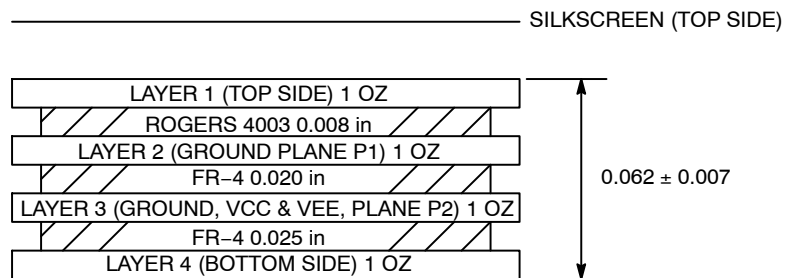 SILKSCREEN (TOP SIDE)
LAYER 1 (TOP SIDE) 1 OZ
ROGERS 4003 0.008 in
LAYER 2 (GROUND PLANE P1) 1 OZ
FR−4 0.020 in
0.062 ± 0.007
LAYER 3 (GROUND, VCC & VEE, PLANE P2) 1 OZ
FR−4 0.025 in
LAYER 4 (BOTTOM SIDE) 1 OZ